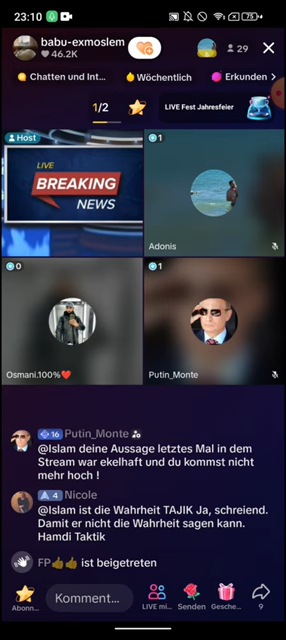 23:10
75
babu-exmoslem
46.2K
29
Chatten und Int...
Wöchentlich
Erkunden
1/2
LIVE Fest Jahresfeier
Host
LIVE
BREAKING
NEWS
1
Adonis
0
Osmani.100%❤️
1
Putin_Monte
16 Putin_Monte
@Islam deine Aussage letztes Mal in dem
Stream war ekelhaft und du kommst nicht
mehr hoch !
A 4 Nicole
@Islam ist die Wahrheit TAJIK Ja, schreiend.
Damit er nicht die Wahrheit sagen kann.
Hamdi Taktik
FP👍👍 ist beigetreten
Komment...
Abonn...
LIVE mi...
Senden
Gesche...
9